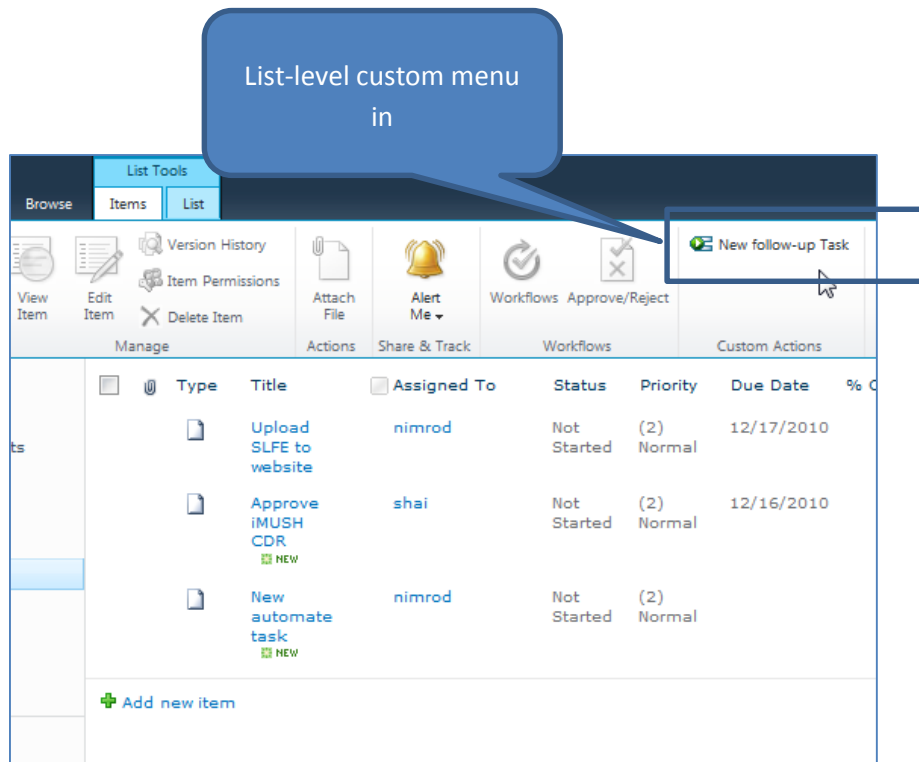 List-level custom menu
in
List Tools
Browse Items List
Version History
Item Permissions
Delete Item
View
Item
Edit
Item
Attach
File
Alert
Me
Workflows Approve/Reject
New follow-up Task
Manage Actions Share & Track Workflows Custom Actions
Type Title Assigned To Status Priority Due Date % C
ts
Upload
SLFE to
website
nimrod
Not
Started
(2)
Normal
12/17/2010
Approve
iMUSH
CDR
NEW
shai
Not
Started
(2)
Normal
12/16/2010
New
automate
task
NEW
nimrod
Not
Started
(2)
Normal
Add new item